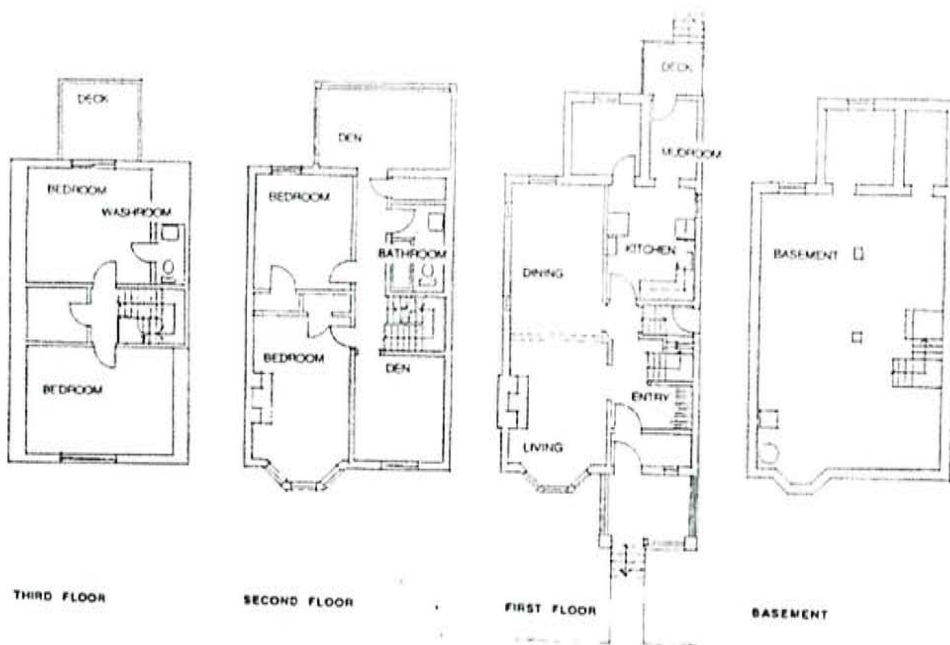 DECK
BEDROOM
WASHROOM
BEDROOM
THIRD FLOOR
DEN
BEDROOM
BATHROOM
BEDROOM
DEN
SECOND FLOOR
DECK
MUDROOM
KITCHEN
DINING
ENTRY
LIVING
FIRST FLOOR
BASEMENT
BASEMENT